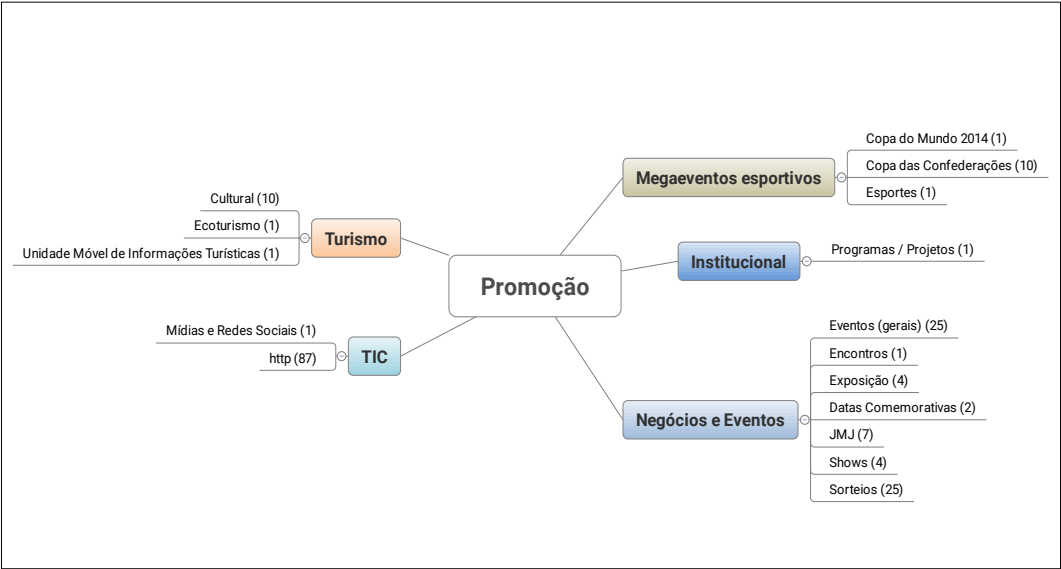 Promoção
Megaeventos esportivos
Copa do Mundo 2014 (1)
Copa das Confederações (10)
Esportes (1)
Institucional
Programas / Projetos (1)
Negócios e Eventos
Eventos (gerais) (25)
Encontros (1)
Exposição (4)
Datas Comemorativas (2)
JMJ (7)
Shows (4)
Sorteios (25)
Turismo
Cultural (10)
Ecoturismo (1)
Unidade Móvel de Informações Turísticas (1)
TIC
Mídias e Redes Sociais (1)
http (87)